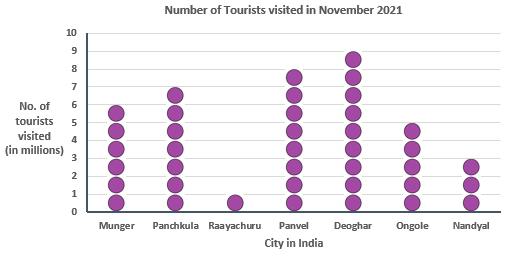 Number of Tourists visited in November 2021
10
9
8
7
6
5
4
3
2
1
0
No. of
tourists
visited
(in millions)
Munger Panchkula Raayachuru Panvel Deoghar Ongole Nandyal
City in India